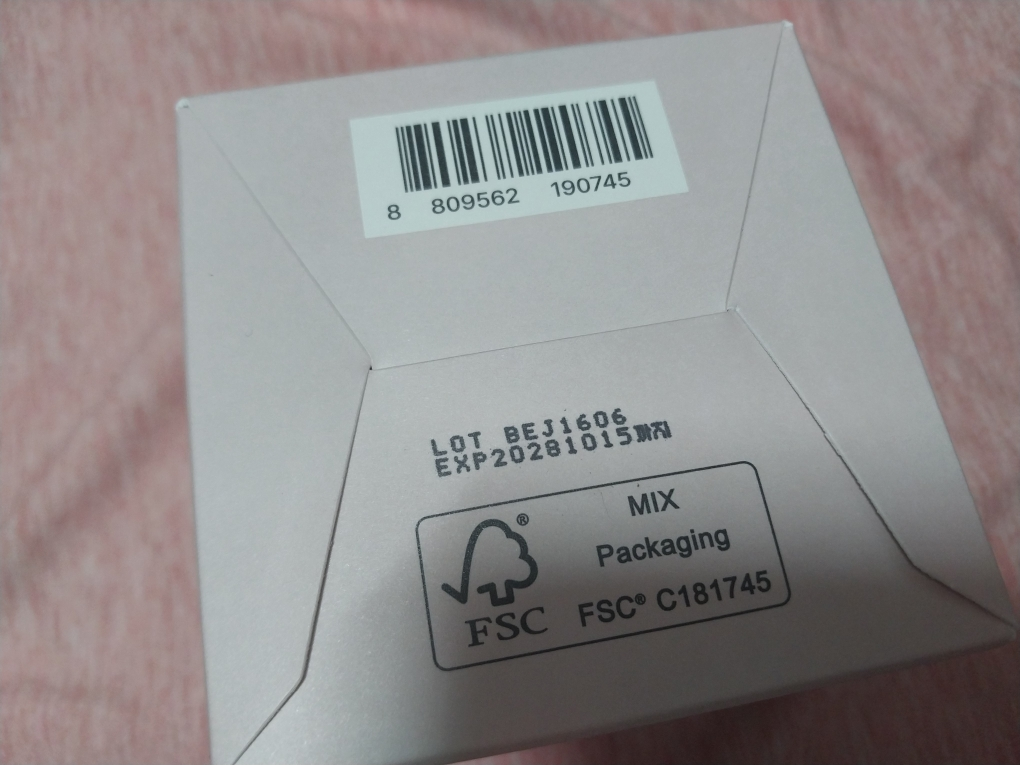 8 809562 190745
LOT BEJ1606
EXP20281015까지
MIX
Packaging
FSC® C181745
®
FSC